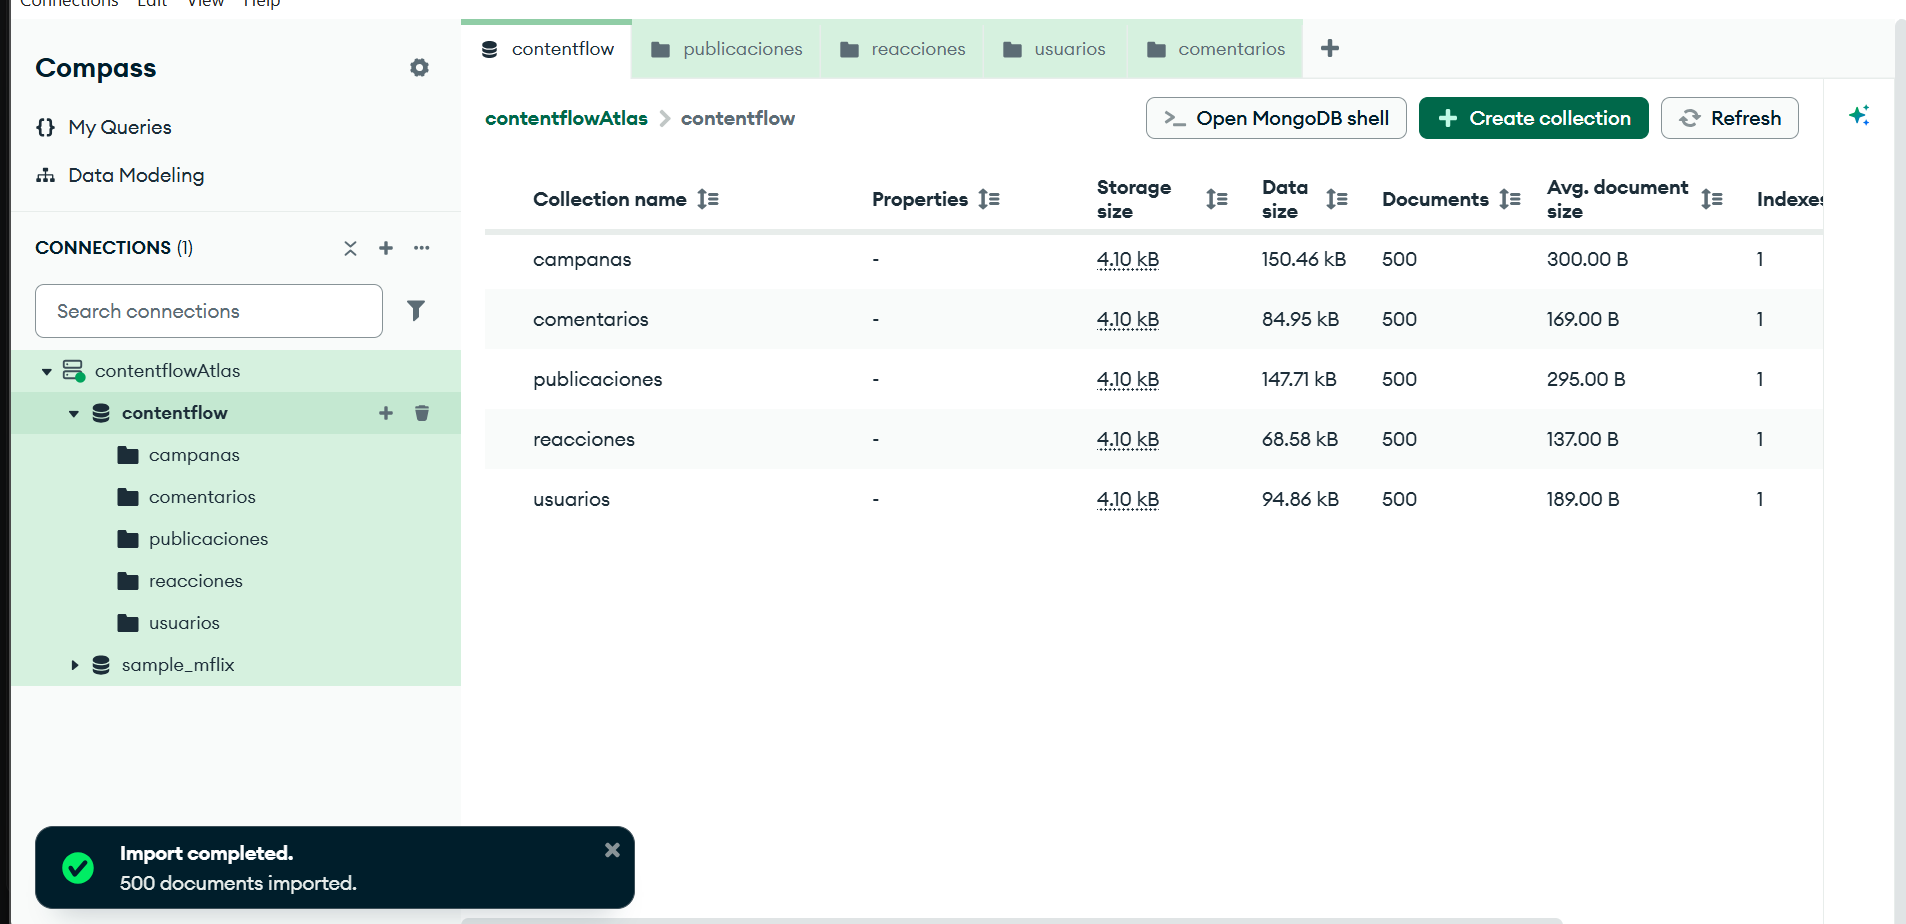 Connections Edit View Help
Compass
My Queries
Data Modeling
CONNECTIONS (1)
Search connections
contentflowAtlas
contentflow
campanas
comentarios
publicaciones
reacciones
usuarios
sample_mflix
contentflow publicaciones reacciones usuarios comentarios
contentflowAtlas contentflow
>_ Open MongoDB shell + Create collection Refresh
Collection name Properties Storage size Data size Documents Avg. document size Indexes
campanas - 4.10 kB 150.46 kB 500 300.00 B 1
comentarios - 4.10 kB 84.95 kB 500 169.00 B 1
publicaciones - 4.10 kB 147.71 kB 500 295.00 B 1
reacciones - 4.10 kB 68.58 kB 500 137.00 B 1
usuarios - 4.10 kB 94.86 kB 500 189.00 B 1
Import completed.
500 documents imported.